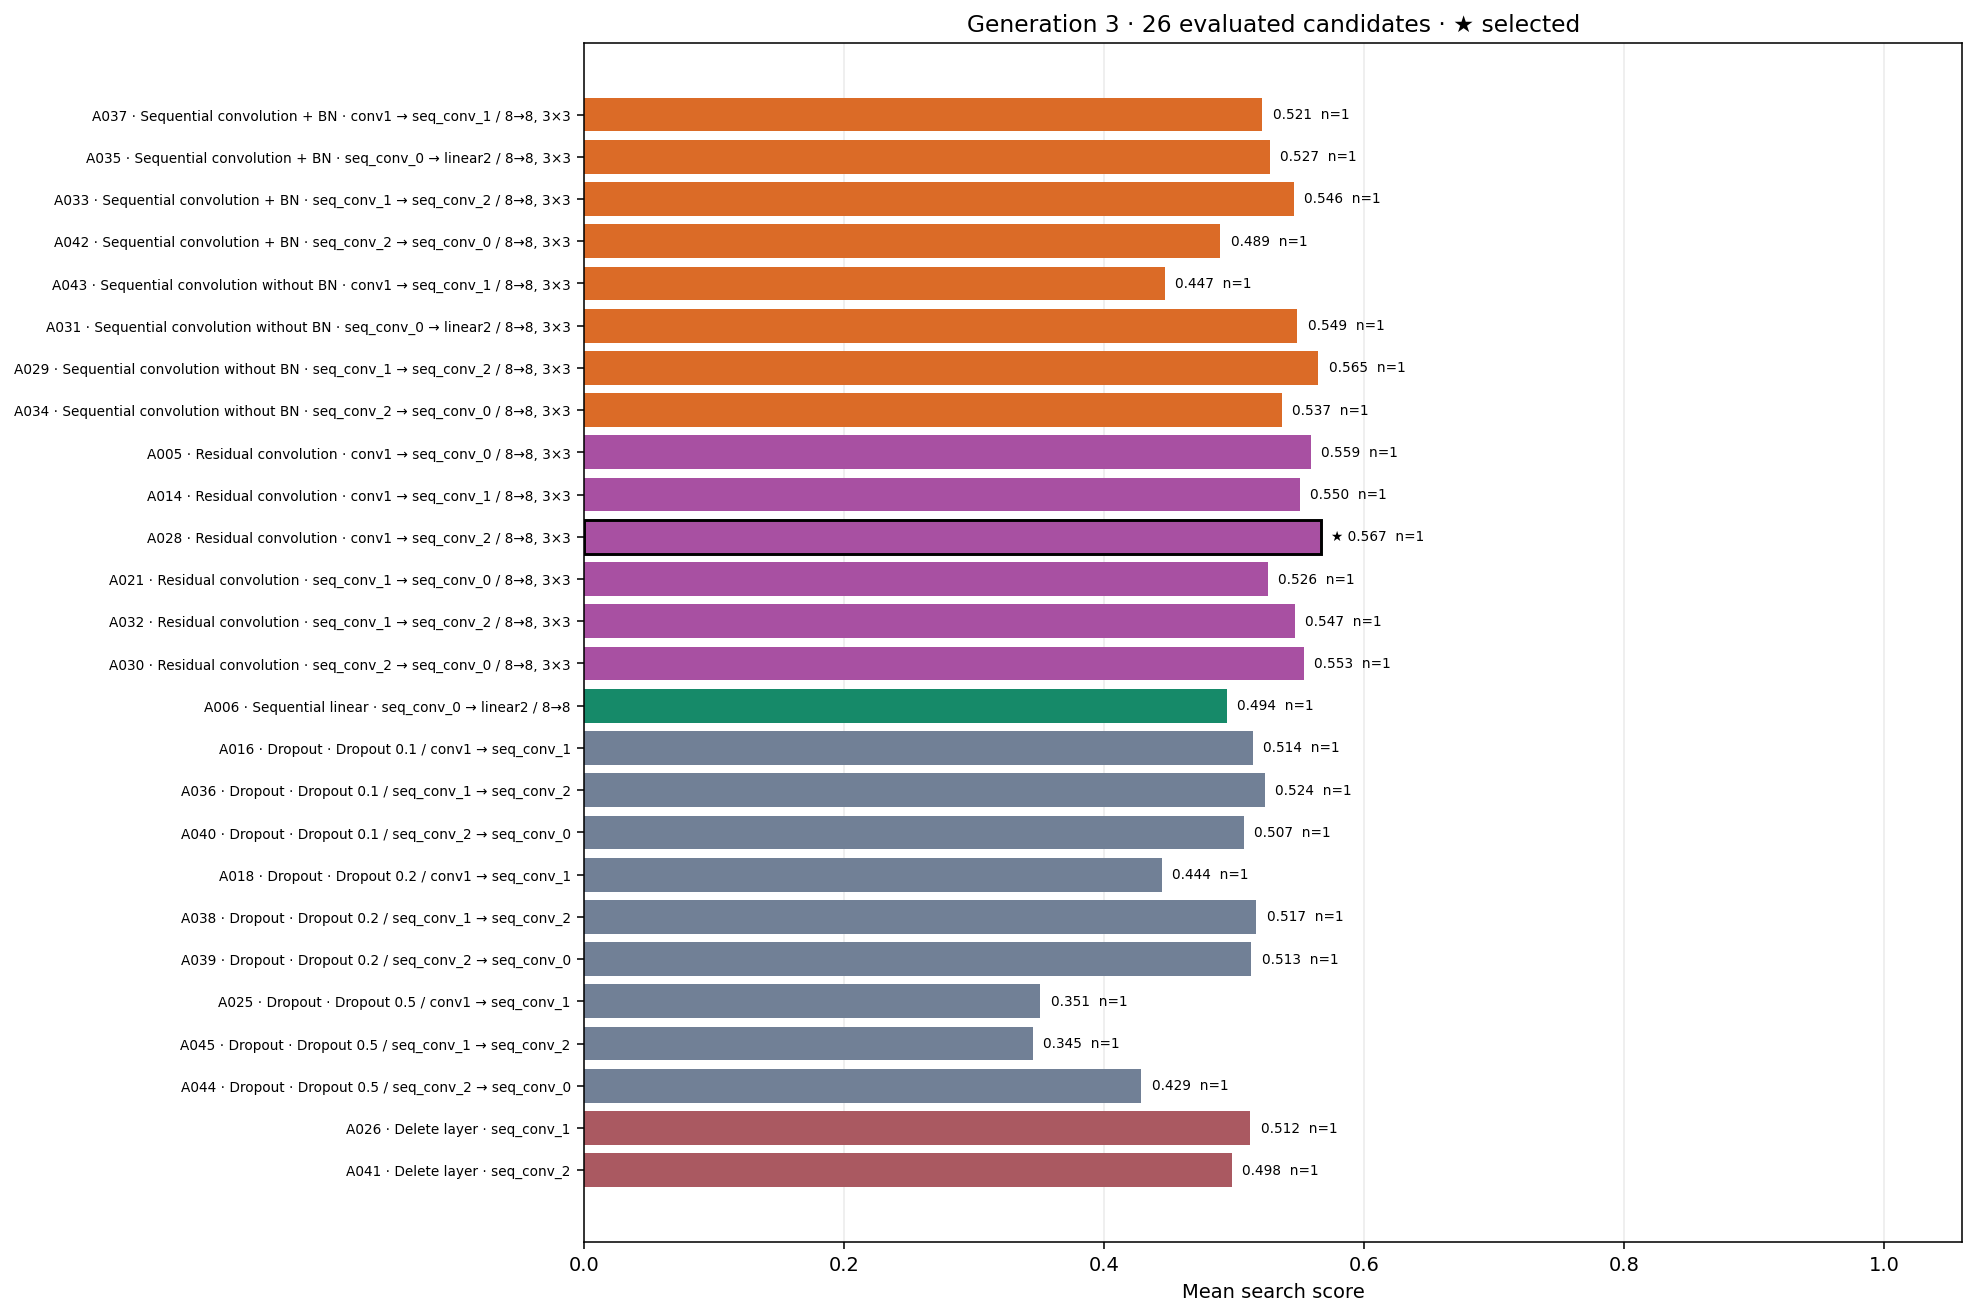 Generation 3 · 26 evaluated candidates · ★ selected
A037 · Sequential convolution + BN · conv1 → seq_conv_1 / 8→8, 3×3 0.521 n=1
A035 · Sequential convolution + BN · seq_conv_0 → linear2 / 8→8, 3×3 0.527 n=1
A033 · Sequential convolution + BN · seq_conv_1 → seq_conv_2 / 8→8, 3×3 0.546 n=1
A042 · Sequential convolution + BN · seq_conv_2 → seq_conv_0 / 8→8, 3×3 0.489 n=1
A043 · Sequential convolution without BN · conv1 → seq_conv_1 / 8→8, 3×3 0.447 n=1
A031 · Sequential convolution without BN · seq_conv_0 → linear2 / 8→8, 3×3 0.549 n=1
A029 · Sequential convolution without BN · seq_conv_1 → seq_conv_2 / 8→8, 3×3 0.565 n=1
A034 · Sequential convolution without BN · seq_conv_2 → seq_conv_0 / 8→8, 3×3 0.537 n=1
A005 · Residual convolution · conv1 → seq_conv_0 / 8→8, 3×3 0.559 n=1
A014 · Residual convolution · conv1 → seq_conv_1 / 8→8, 3×3 0.550 n=1
A028 · Residual convolution · conv1 → seq_conv_2 / 8→8, 3×3 ★ 0.567 n=1
A021 · Residual convolution · seq_conv_1 → seq_conv_0 / 8→8, 3×3 0.526 n=1
A032 · Residual convolution · seq_conv_1 → seq_conv_2 / 8→8, 3×3 0.547 n=1
A030 · Residual convolution · seq_conv_2 → seq_conv_0 / 8→8, 3×3 0.553 n=1
A006 · Sequential linear · seq_conv_0 → linear2 / 8→8 0.494 n=1
A016 · Dropout · Dropout 0.1 / conv1 → seq_conv_1 0.514 n=1
A036 · Dropout · Dropout 0.1 / seq_conv_1 → seq_conv_2 0.524 n=1
A040 · Dropout · Dropout 0.1 / seq_conv_2 → seq_conv_0 0.507 n=1
A018 · Dropout · Dropout 0.2 / conv1 → seq_conv_1 0.444 n=1
A038 · Dropout · Dropout 0.2 / seq_conv_1 → seq_conv_2 0.517 n=1
A039 · Dropout · Dropout 0.2 / seq_conv_2 → seq_conv_0 0.513 n=1
A025 · Dropout · Dropout 0.5 / conv1 → seq_conv_1 0.351 n=1
A045 · Dropout · Dropout 0.5 / seq_conv_1 → seq_conv_2 0.345 n=1
A044 · Dropout · Dropout 0.5 / seq_conv_2 → seq_conv_0 0.429 n=1
A026 · Delete layer · seq_conv_1 0.512 n=1
A041 · Delete layer · seq_conv_2 0.498 n=1
0.0 0.2 0.4 0.6 0.8 1.0
Mean search score